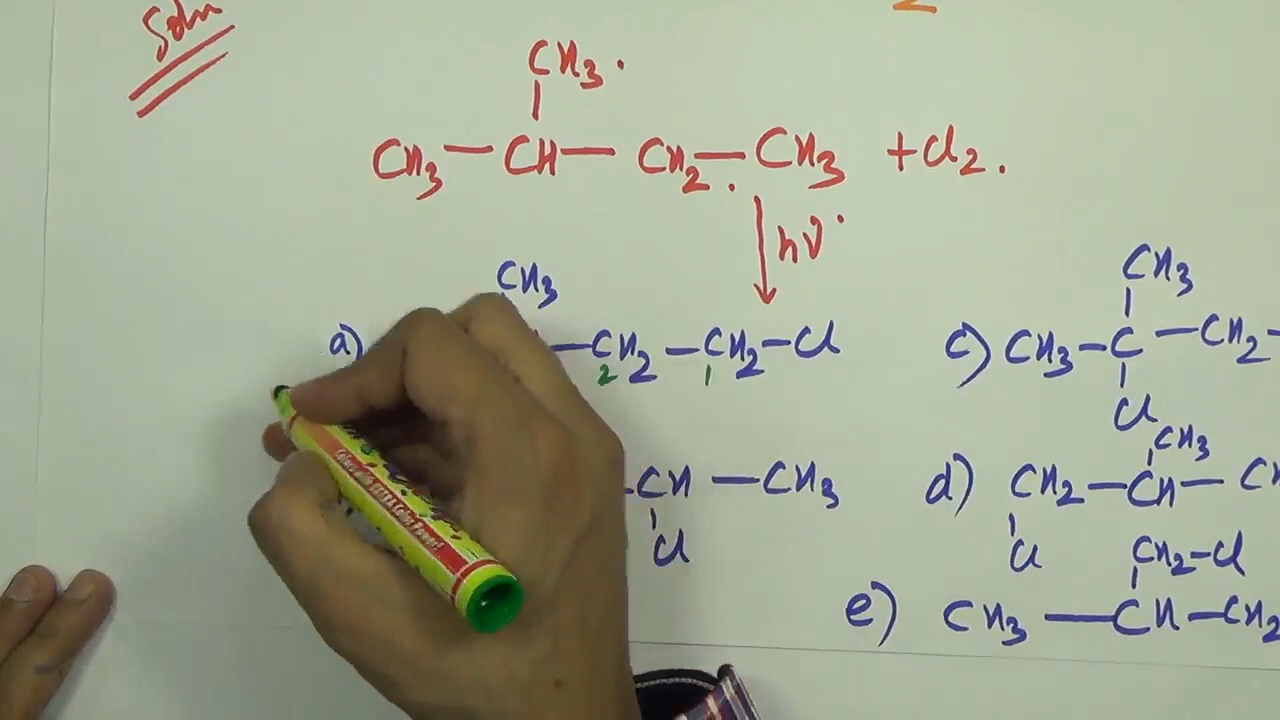 Soln
2
CH3.
CH3 — CH — CH2. — CH3 + Cl2.
hν
CH3
a) — CH2 — CH2 — Cl
2 1
CH3
c) CH3 — C — CH2 —
Cl
CH — CH3
Cl
CH3
d) CH2 — CH — CH
Cl
CH2 — Cl
e) CH3 — CH — CH2